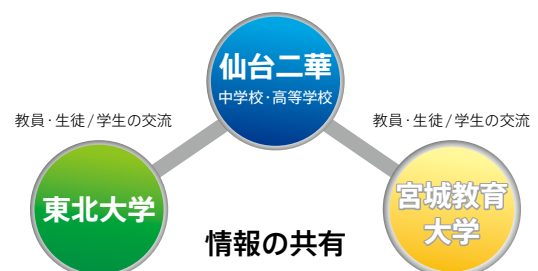 仙台二華
中学校・高等学校
教員・生徒/学生の交流
教員・生徒/学生の交流
東北大学
宮城教育
大学
情報の共有